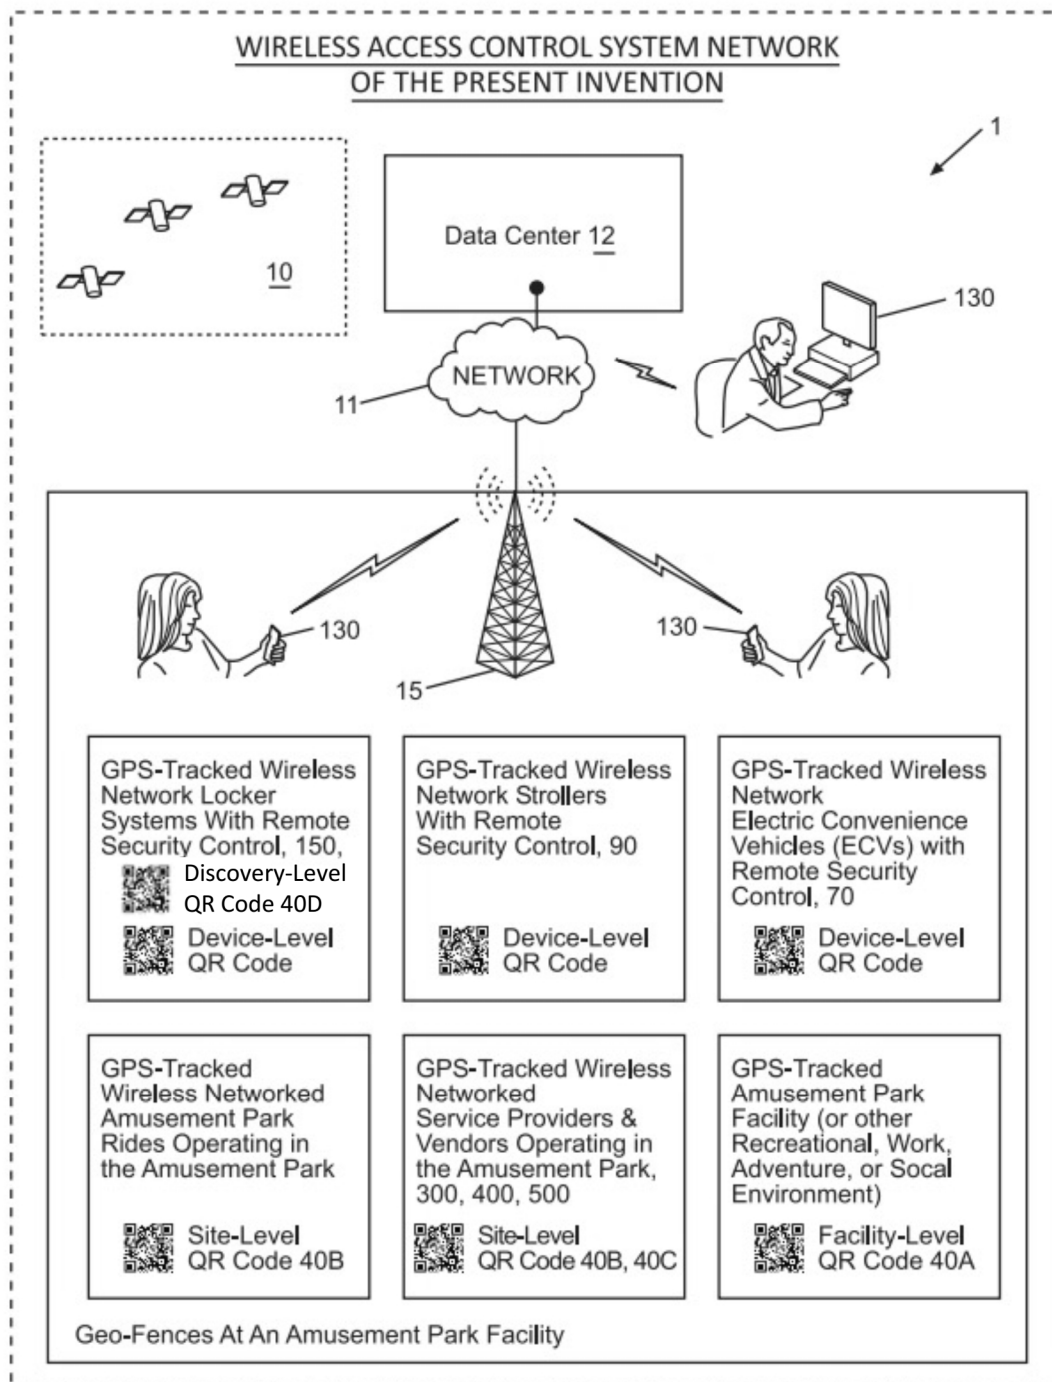 WIRELESS ACCESS CONTROL SYSTEM NETWORK
OF THE PRESENT INVENTION
1
10
Data Center 12
130
NETWORK
11
130
130
15
GPS-Tracked Wireless
Network Locker
Systems With Remote
Security Control, 150,
Discovery-Level
QR Code 40D
Device-Level
QR Code
GPS-Tracked Wireless
Network Strollers
With Remote
Security Control, 90
Device-Level
QR Code
GPS-Tracked Wireless
Network
Electric Convenience
Vehicles (ECVs) with
Remote Security
Control, 70
Device-Level
QR Code
GPS-Tracked
Wireless Networked
Amusement Park
Rides Operating in
the Amusement Park
Site-Level
QR Code 40B
GPS-Tracked Wireless
Networked
Service Providers &
Vendors Operating in
the Amusement Park,
300, 400, 500
Site-Level
QR Code 40B, 40C
GPS-Tracked
Amusement Park
Facility (or other
Recreational, Work,
Adventure, or Socal
Environment)
Facility-Level
QR Code 40A
Geo-Fences At An Amusement Park Facility